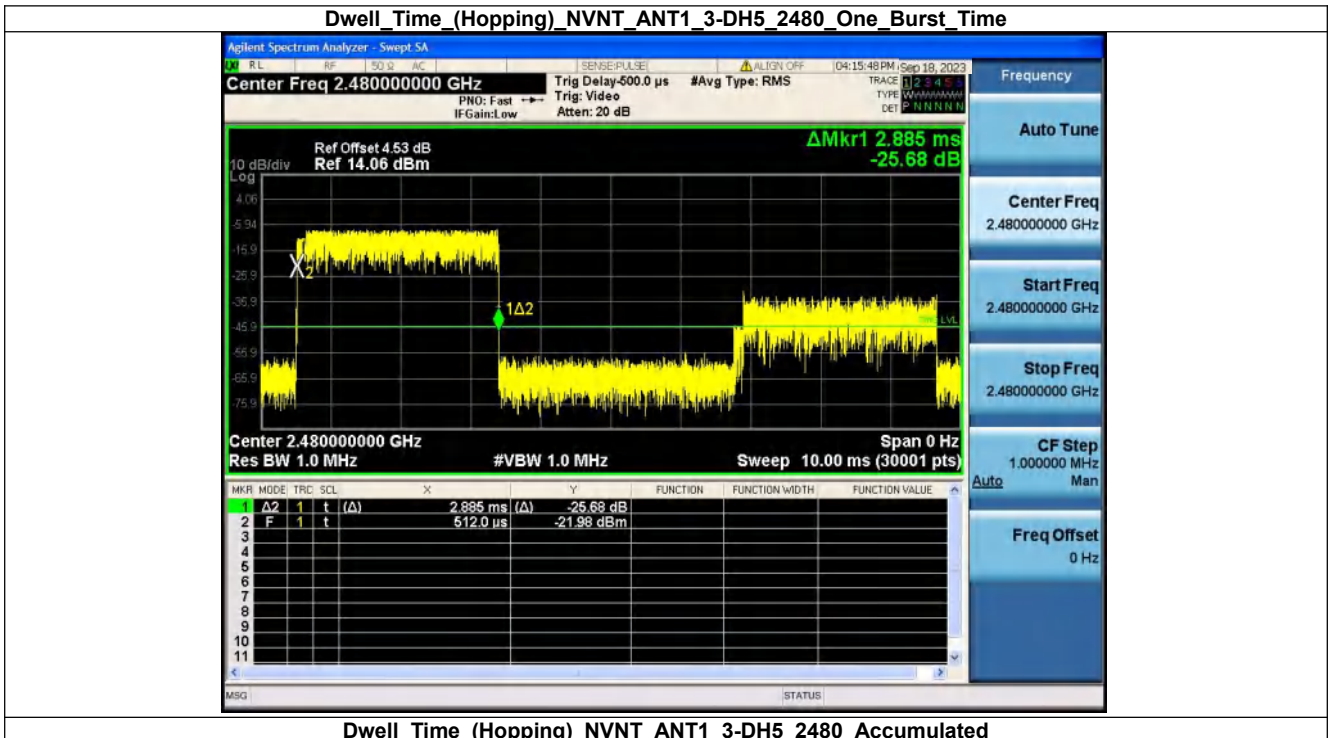 Dwell_Time_(Hopping)_NVNT_ANT1_3-DH5_2480_One_Burst_Time
Agilent Spectrum Analyzer - Swept SA
RL RF 50 Ω AC SENSE:PULSE ALIGN OFF 04:15:48 PM Sep 18, 2023
Center Freq 2.480000000 GHz
PNO: Fast
IFGain:Low
Trig Delay-500.0 µs
Trig: Video
Atten: 20 dB
#Avg Type: RMS
TRACE 1 2 3 4 5 6
TYPE
DET P N N N N N
Frequency
Auto Tune
Center Freq
2.480000000 GHz
Start Freq
2.480000000 GHz
Stop Freq
2.480000000 GHz
CF Step
1.000000 MHz
Auto Man
Freq Offset
0 Hz
ΔMkr1 2.885 ms
-25.68 dB
Ref Offset 4.53 dB
10 dB/div Ref 14.06 dBm
Log
4.06
-5.94
-15.9
-25.9
-35.9
-45.9
-55.9
-65.9
-75.9
2
1Δ2
LVL
Center 2.480000000 GHz Span 0 Hz
Res BW 1.0 MHz #VBW 1.0 MHz Sweep 10.00 ms (30001 pts)
MKR MODE TRC SCL X Y FUNCTION FUNCTION WIDTH FUNCTION VALUE
1 Δ2 1 t (Δ) 2.885 ms (Δ) -25.68 dB
2 F 1 t 512.0 µs -21.98 dBm
3
4
5
6
7
8
9
10
11
MSG STATUS
Dwell_Time_(Hopping)_NVNT_ANT1_3-DH5_2480_Accumulated